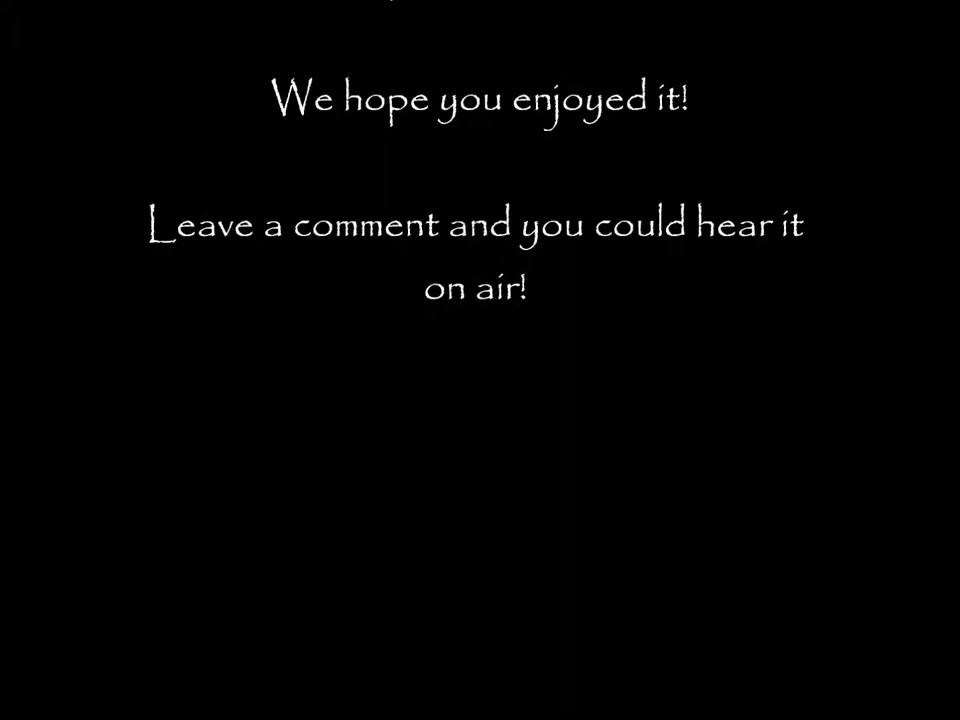 We hope you enjoyed it!
Leave a comment and you could hear it
on air!